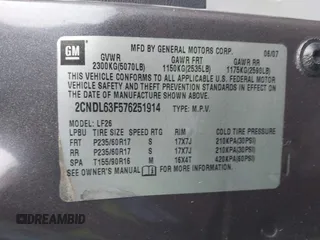 GM
MFD BY GENERAL MOTORS CORP. 06/07
GVWR GAWR FRT GAWR RR
2300KG(5070LB) 1150KG(2535LB) 1175KG(2590LB)
THIS VEHICLE CONFORMS TO ALL APPLICABLE U.S. FEDERAL
MOTOR VEHICLE SAFETY, BUMPER, AND THEFT PREVENTION
STANDARDS IN EFFECT ON THE DATE OF MANUFACTURE
SHOWN ABOVE.
2CNDL63F576251914 TYPE: M.P.V.
MODEL: LF26
LPBU TIRE SIZE SPEED RTG RIM COLD TIRE PRESSURE
FRT P235/60R17 S 17X7J 210KPA(30PSI)
RR P235/60R17 S 17X7J 210KPA(30PSI)
SPA T155/90R16 M 16X4T 420KPA(60PSI)
SEE OWNER'S MANUAL FOR ADDITIONAL INFORMATION.
DREAMBID